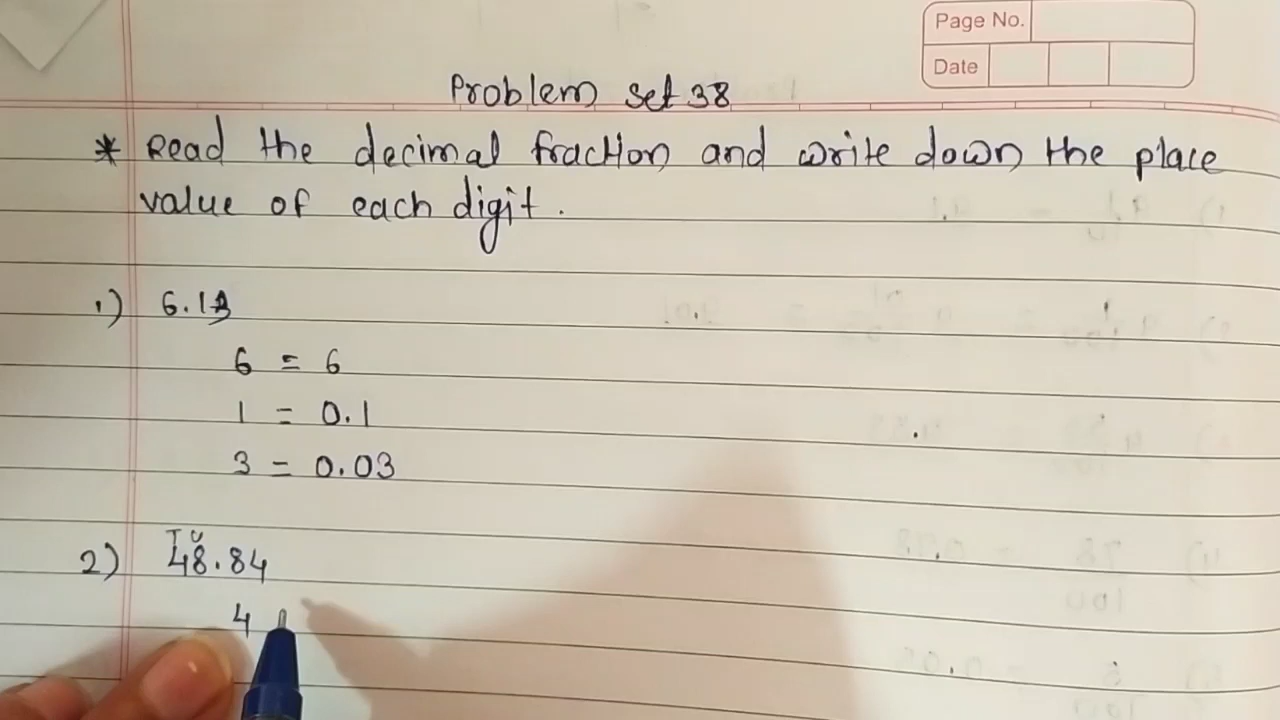 Page No.
Date
Problem set 38
* Read the decimal fraction and write down the place
value of each digit.
1) 6.13
6 = 6
1 = 0.1
3 = 0.03
T U
2) 48.84
4